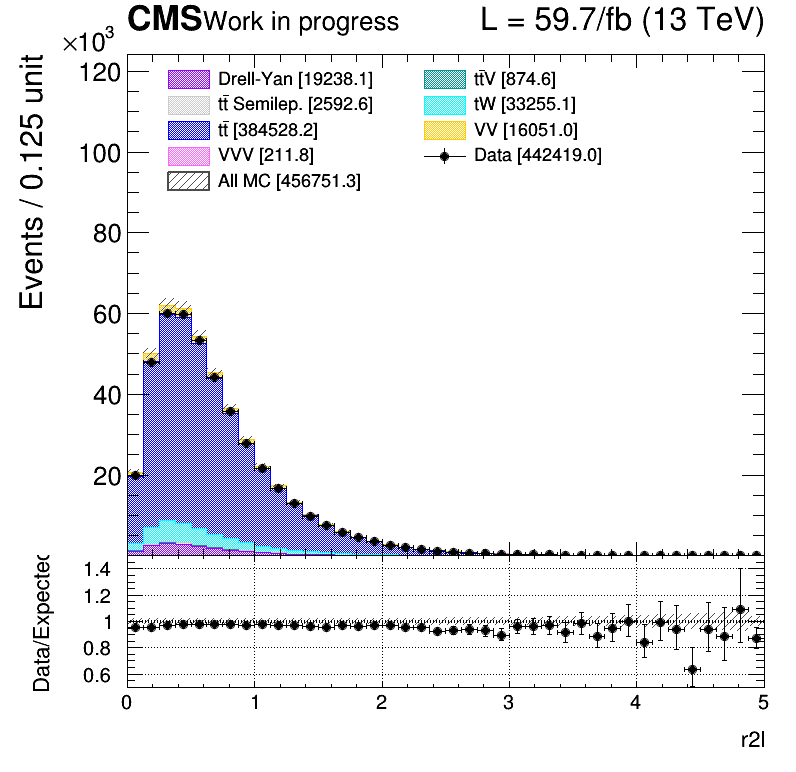 CMS Work in progress L = 59.7/fb (13 TeV)
×10³
Events / 0.125 unit
120
100
80
60
40
20
Drell-Yan [19238.1]
tt̄ Semilep. [2592.6]
tt̄ [384528.2]
VVV [211.8]
All MC [456751.3]
tt̄V [874.6]
tW [33255.1]
VV [16051.0]
Data [442419.0]
Data/Expected
1.4
1.2
1
0.8
0.6
0 1 2 3 4 5
r2l